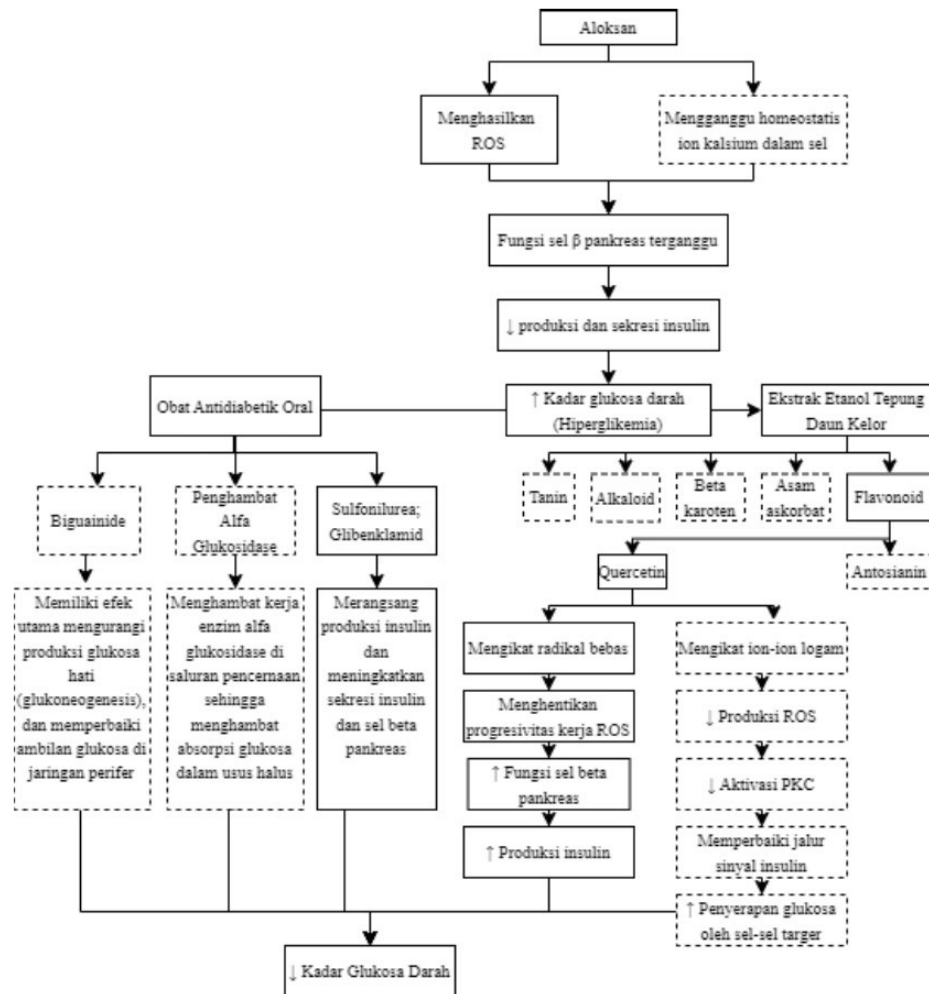 Aloksan
Menghasilkan
ROS
Mengganggu homeostatis
ion kalsium dalam sel
Fungsi sel β pankreas terganggu
↓ produksi dan sekresi insulin
Obat Antidiabetik Oral
↑ Kadar glukosa darah
(Hiperglikemia)
Ekstrak Etanol Tepung
Daun Kelor
Biguainide
Penghambat
Alfa
Glukosidase
Sulfonilurea;
Glibenklamid
Tanin
Alkaloid
Beta
karoten
Asam
askorbat
Flavonoid
Quercetin
Antosianin
Memiliki efek
utama mengurangi
produksi glukosa
hati
(glukoneogenesis),
dan memperbaiki
ambilan glukosa di
jaringan perifer
Menghambat kerja
enzim alfa
glukosidase di
saluran pencernaan
sehingga
menghambat
absorpsi glukosa
dalam usus halus
Merangsang
produksi insulin
dan
meningkatkan
sekresi insulin
dan sel beta
pankreas
Mengikat radikal bebas
Menghentikan
progresivitas kerja ROS
↑ Fungsi sel beta
pankreas
↑ Produksi insulin
Mengikat ion-ion logam
↓ Produksi ROS
↓ Aktivasi PKC
Memperbaiki jalur
sinyal insulin
↑ Penyerapan glukosa
oleh sel-sel targer
↓ Kadar Glukosa Darah